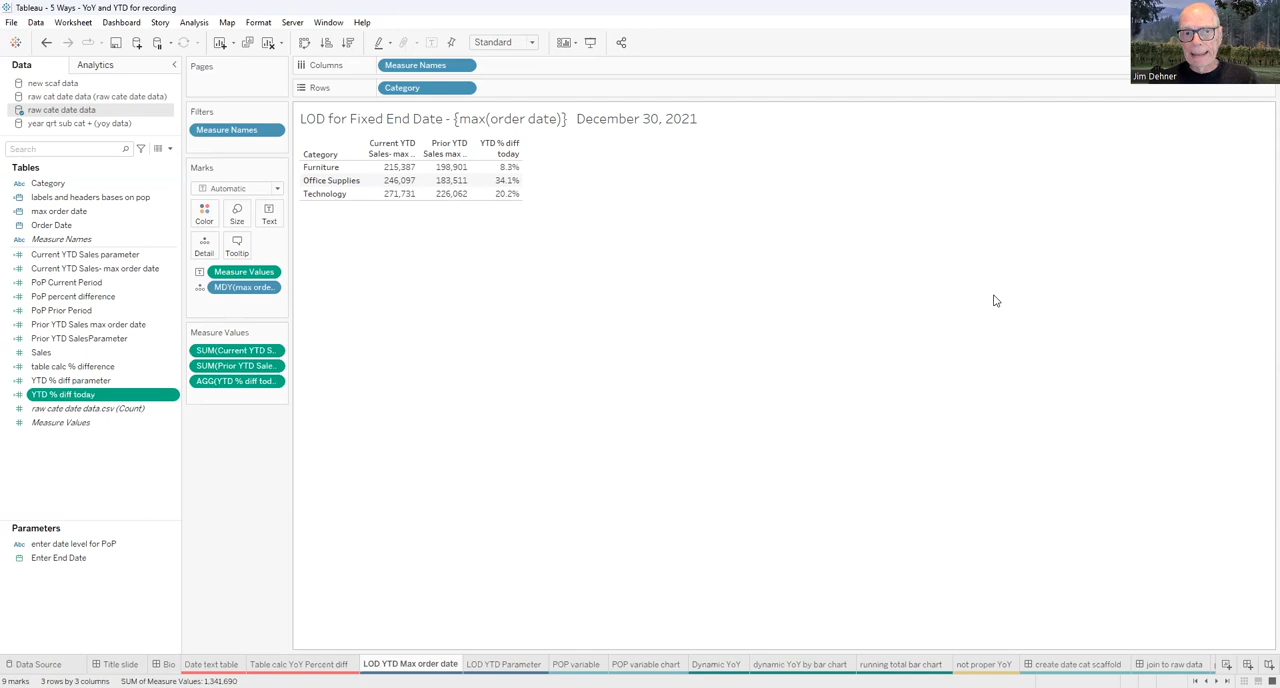 Tableau - 5 Ways - YoY and YTD for recording
File Data Worksheet Dashboard Story Analysis Map Format Server Window Help
Standard
Jim Dehner
Data Analytics
new scaf data
raw cat date data (raw cate date data)
raw cate date data
year qrt sub cat + (yoy data)
Search
Tables
Abc Category
labels and headers bases on pop
max order date
Order Date
Abc Measure Names
Current YTD Sales parameter
Current YTD Sales- max order date
PoP Current Period
PoP percent difference
PoP Prior Period
Prior YTD Sales max order date
Prior YTD SalesParameter
Sales
table calc % difference
YTD % diff parameter
YTD % diff today
raw cate date data.csv (Count)
Measure Values
Parameters
Abc enter date level for PoP
Enter End Date
Pages
Filters
Measure Names
Marks
Automatic
Color Size Text
Detail Tooltip
Measure Values
MDY(max orde..
Measure Values
SUM(Current YTD S..
SUM(Prior YTD Sale..
AGG(YTD % diff tod..
Columns Measure Names
Rows Category
LOD for Fixed End Date - {max(order date)} December 30, 2021
Current YTD Prior YTD YTD % diff
Category Sales- max .. Sales max .. today
Furniture 215,387 198,901 8.3%
Office Supplies 246,097 183,511 34.1%
Technology 271,731 226,062 20.2%
Data Source Title slide Bio Date text table Table calc YoY Percent diff LOD YTD Max order date LOD YTD Parameter POP variable POP variable chart Dynamic YoY dynamic YoY by bar chart running total bar chart not proper YoY create date cat scaffold join to raw data
9 marks 3 rows by 3 columns SUM of Measure Values: 1,341,690